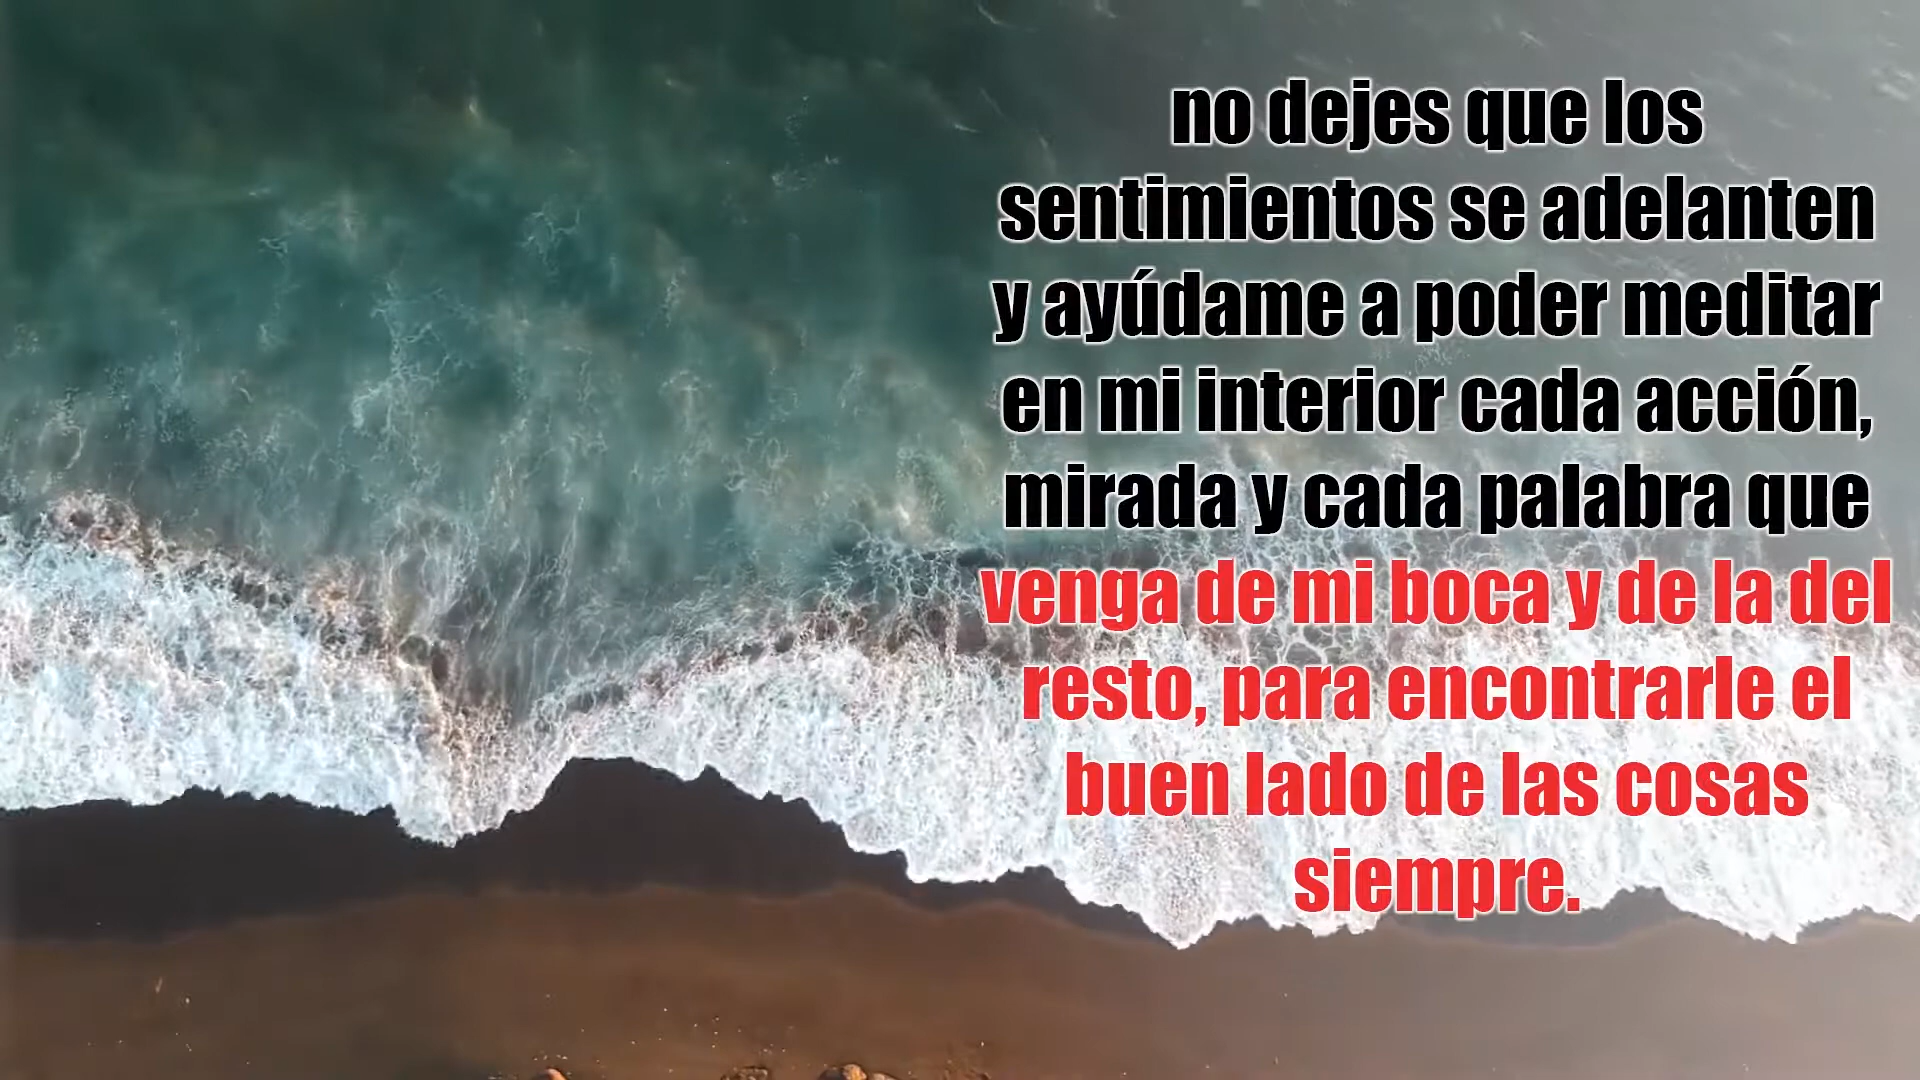 no dejes que los
sentimientos se adelanten
y ayúdame a poder meditar
en mi interior cada acción,
mirada y cada palabra que
venga de mi boca y de la del
resto, para encontrarle el
buen lado de las cosas
siempre.